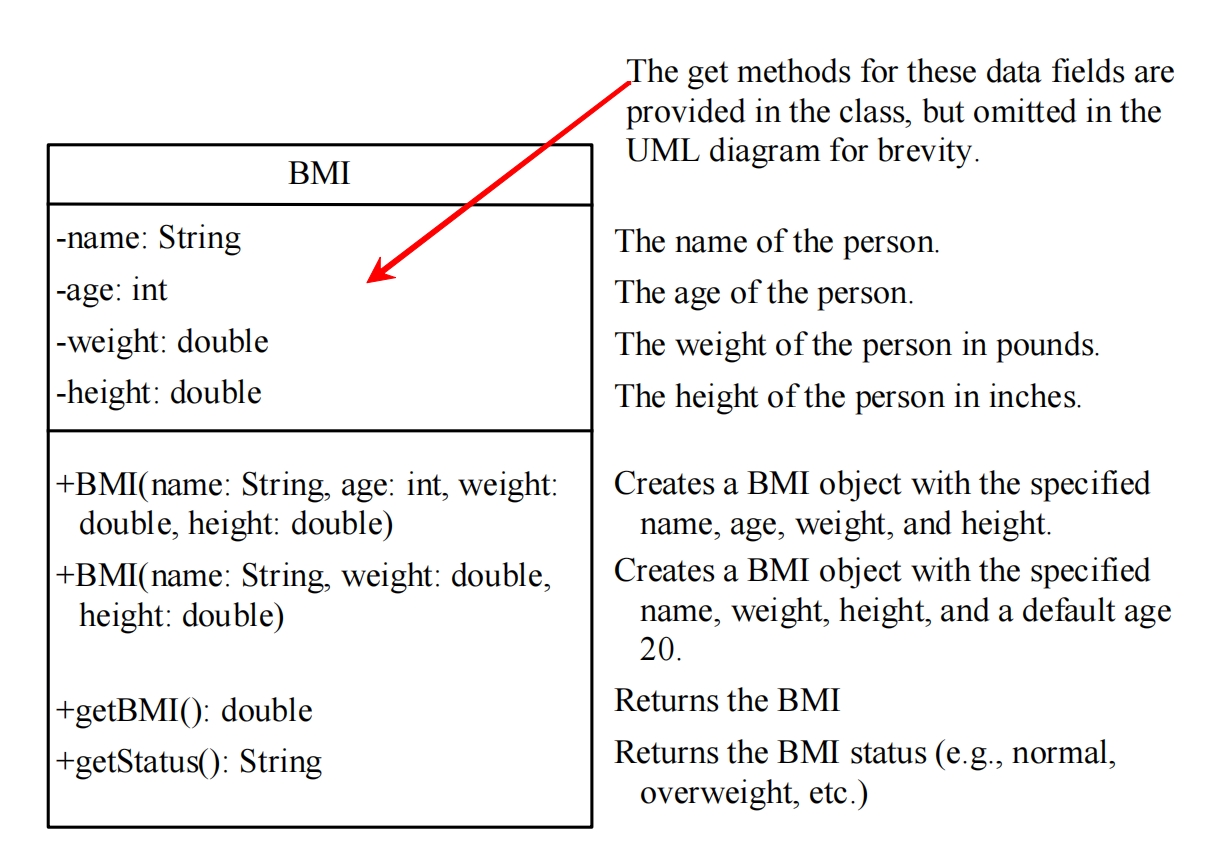 The get methods for these data fields are
provided in the class, but omitted in the
UML diagram for brevity.
BMI
-name: String
The name of the person.
-age: int
The age of the person.
-weight: double
The weight of the person in pounds.
-height: double
The height of the person in inches.
+BMI(name: String, age: int, weight:
double, height: double)
Creates a BMI object with the specified
name, age, weight, and height.
+BMI(name: String, weight: double,
height: double)
Creates a BMI object with the specified
name, weight, height, and a default age
20.
+getBMI(): double
Returns the BMI
+getStatus(): String
Returns the BMI status (e.g., normal,
overweight, etc.)